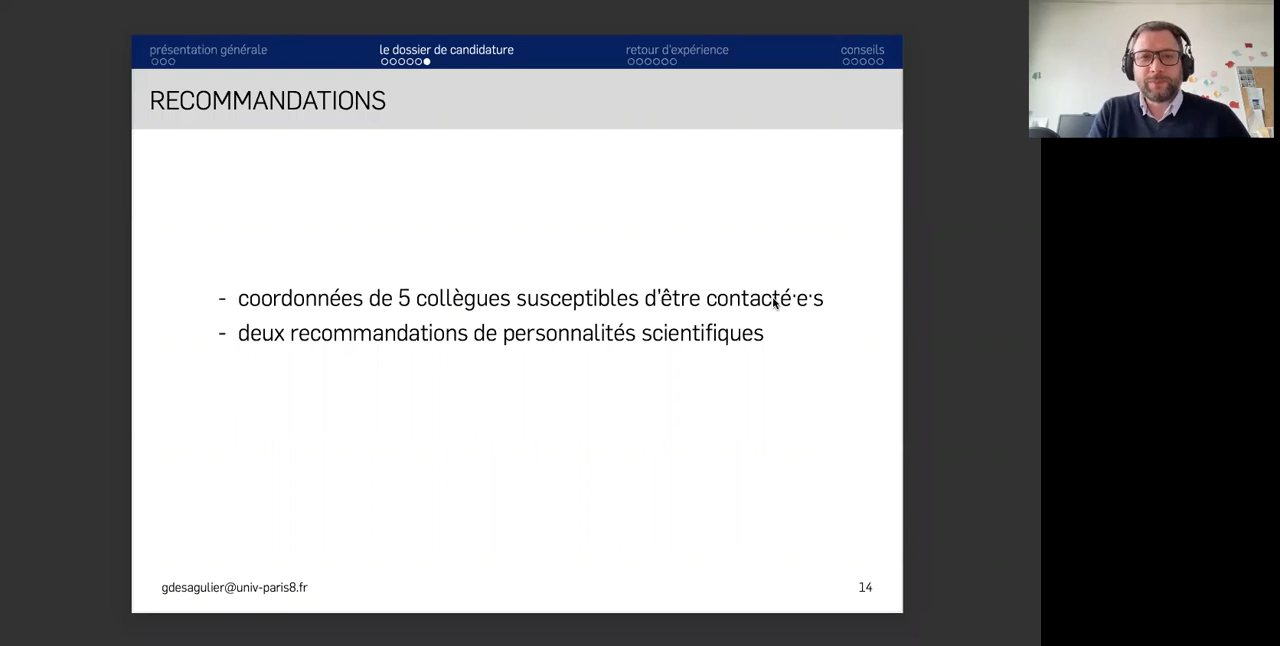 présentation générale
le dossier de candidature
retour d'expérience
conseils
RECOMMANDATIONS
- coordonnées de 5 collègues susceptibles d'être contacté·e·s
- deux recommandations de personnalités scientifiques
gdesagulier@univ-paris8.fr
14